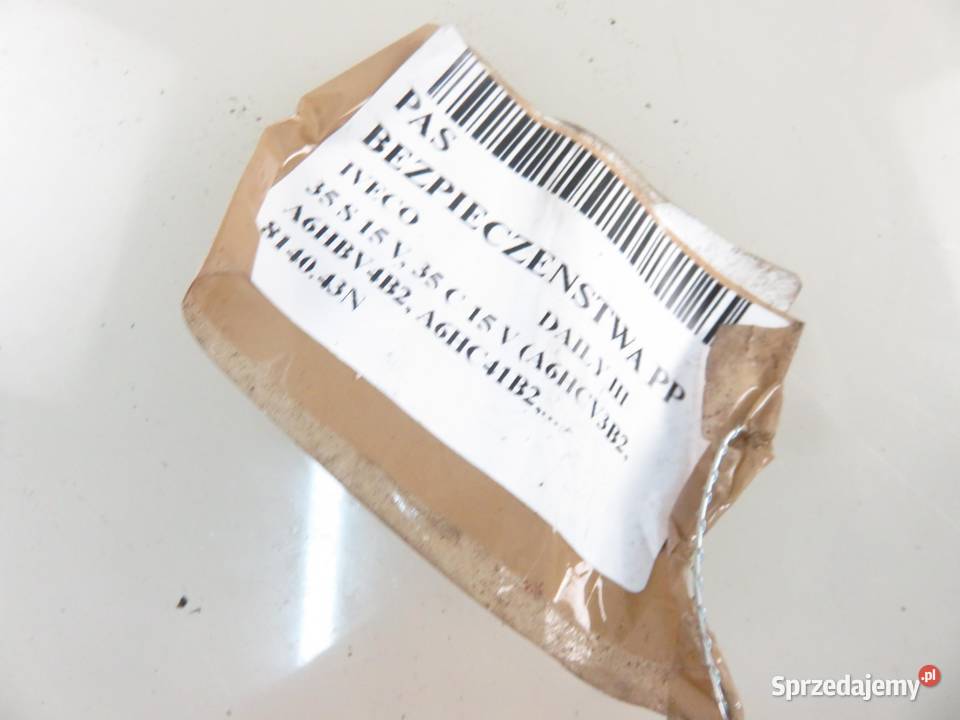 PAS
BEZPIECZENSTWA PP
IVECO DAILY III
35 S 15 V, 35 C 15 V (A6HCV3B2,
A6HBV4B2, A6HC41B2,...
8140.43N
Sprzedajemy.pl